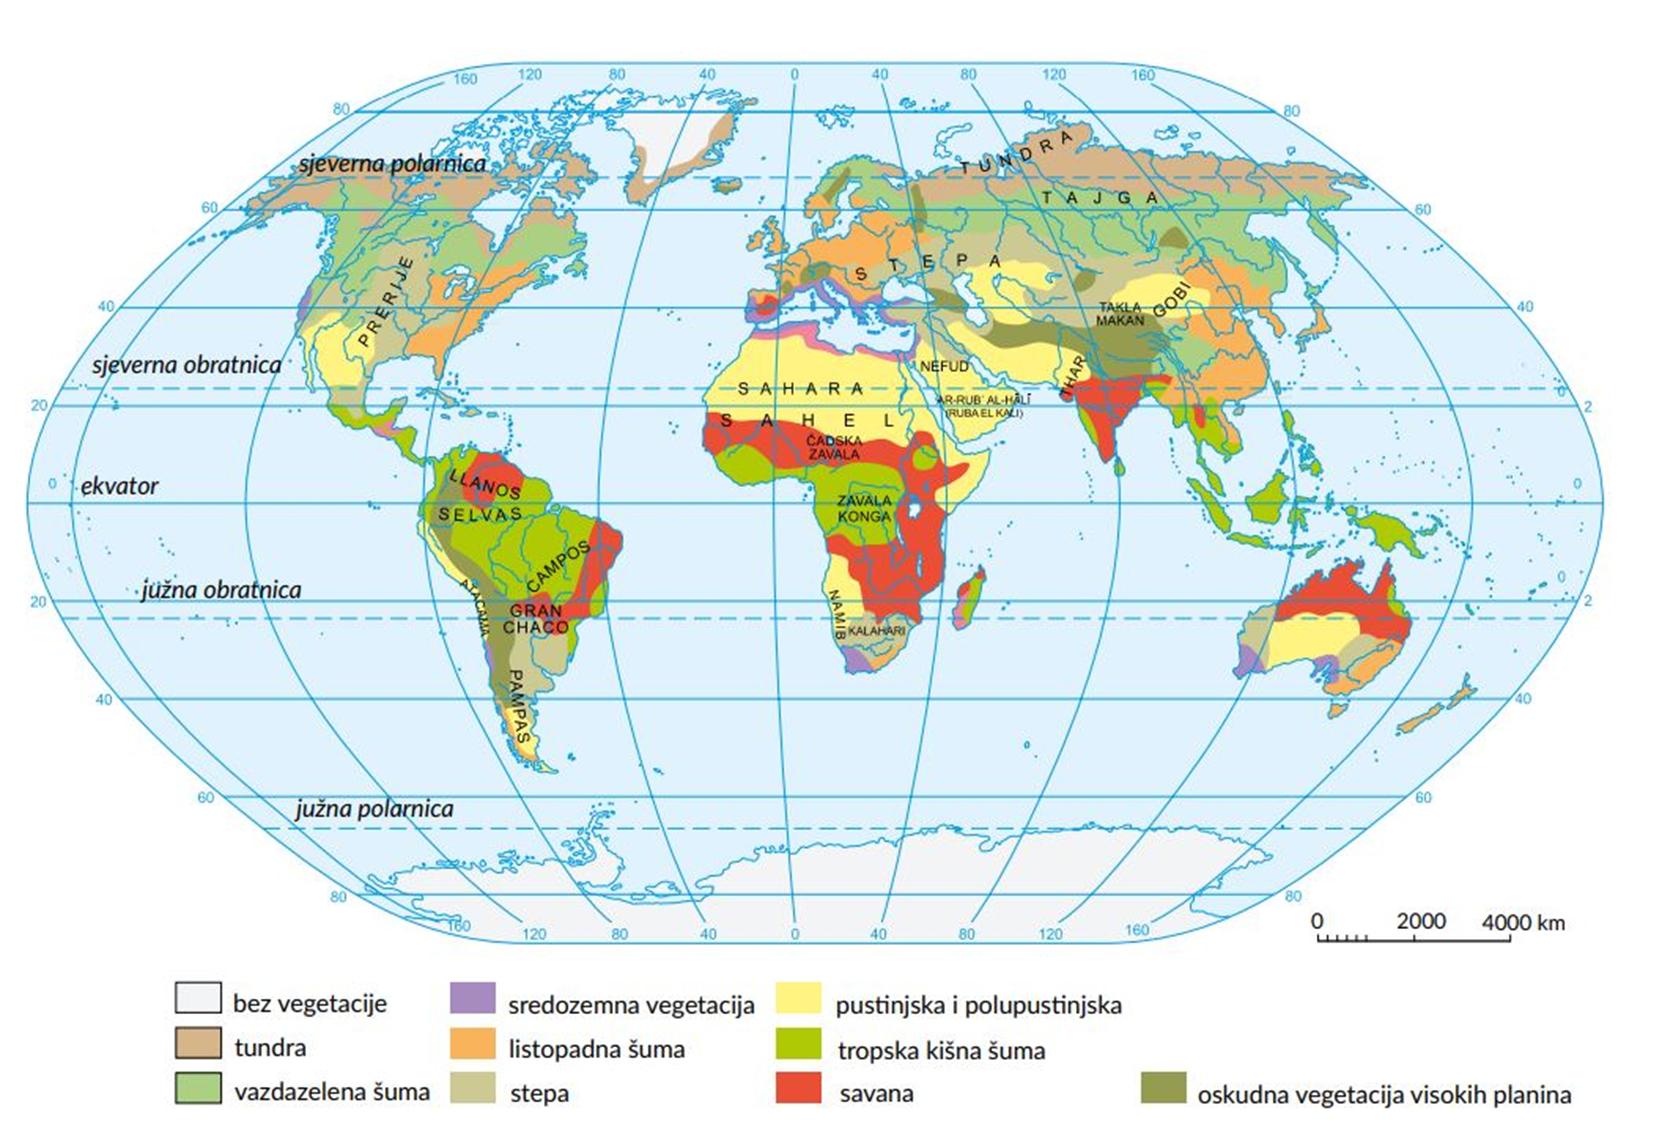 160 120 80 40 0 40 80 120 160
80 80
TUNDRA
sjeverna polarnica
TAJGA
60 60
STEPA
PRERIJE
GOBI
40 TAKLA 40
MAKAN
sjeverna obratnica
NEFUD
THAR
SAHARA
AR-RUB' AL-HĀLĪ
(RUBA EL KALI)
20 2
SAHEL
ČADSKA
ZAVALA
LLANOS
0 ekvator 0
ZAVALA
KONGA
SELVAS
CAMPOS
južna obratnica 0
ATACAMA
NAMIB
20 2
GRAN
CHACO
KALAHARI
PAMPAS
40 40
60 60
južna polarnica
80 80
160 120 80 40 0 40 80 120 160
0 2000 4000 km
bez vegetacije
tundra
vazdazelena šuma
sredozemna vegetacija
listopadna šuma
stepa
pustinjska i polupustinjska
tropska kišna šuma
savana
oskudna vegetacija visokih planina